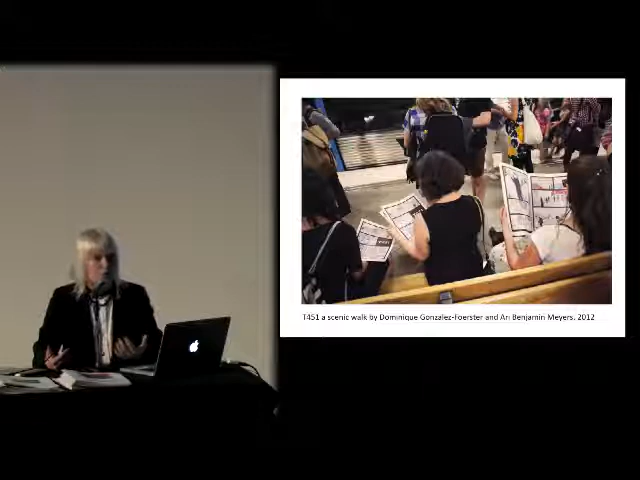 T451 a scenic walk by Dominique Gonzalez-Foerster and Ari Benjamin Meyers, 2012